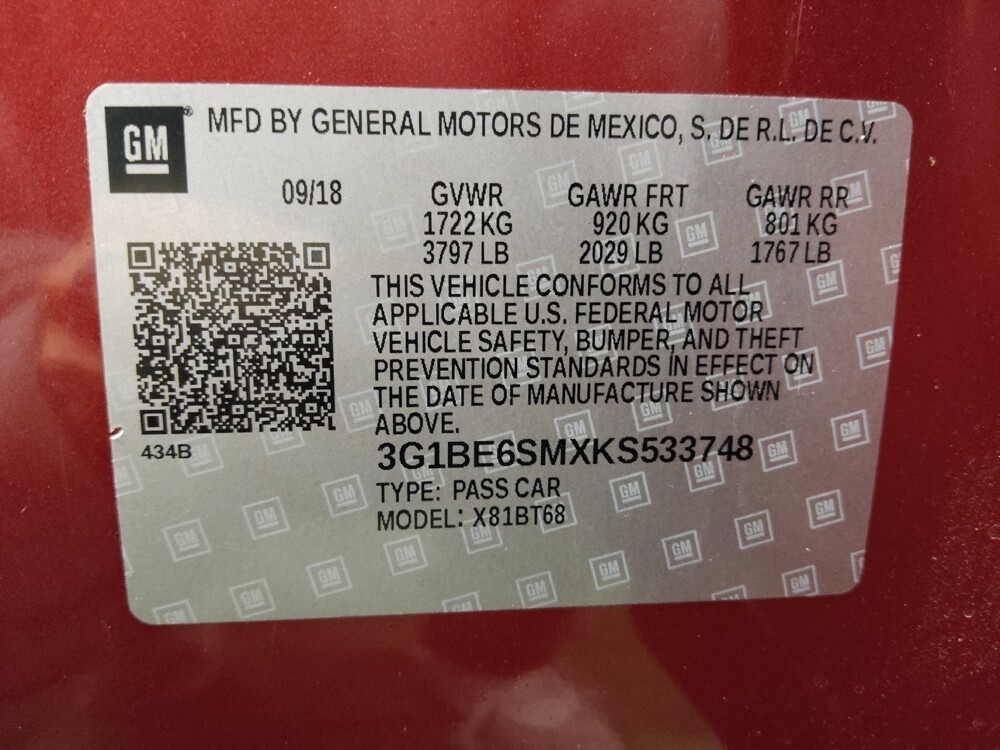 GM MFD BY GENERAL MOTORS DE MEXICO, S. DE R.L. DE C.V.
09/18 GVWR GAWR FRT GAWR RR
1722 KG 920 KG 801 KG
3797 LB 2029 LB 1767 LB
THIS VEHICLE CONFORMS TO ALL
APPLICABLE U.S. FEDERAL MOTOR
VEHICLE SAFETY, BUMPER, AND THEFT
PREVENTION STANDARDS IN EFFECT ON
THE DATE OF MANUFACTURE SHOWN
ABOVE.
434B
3G1BE6SMXKS533748
TYPE: PASS CAR
MODEL: X81BT68